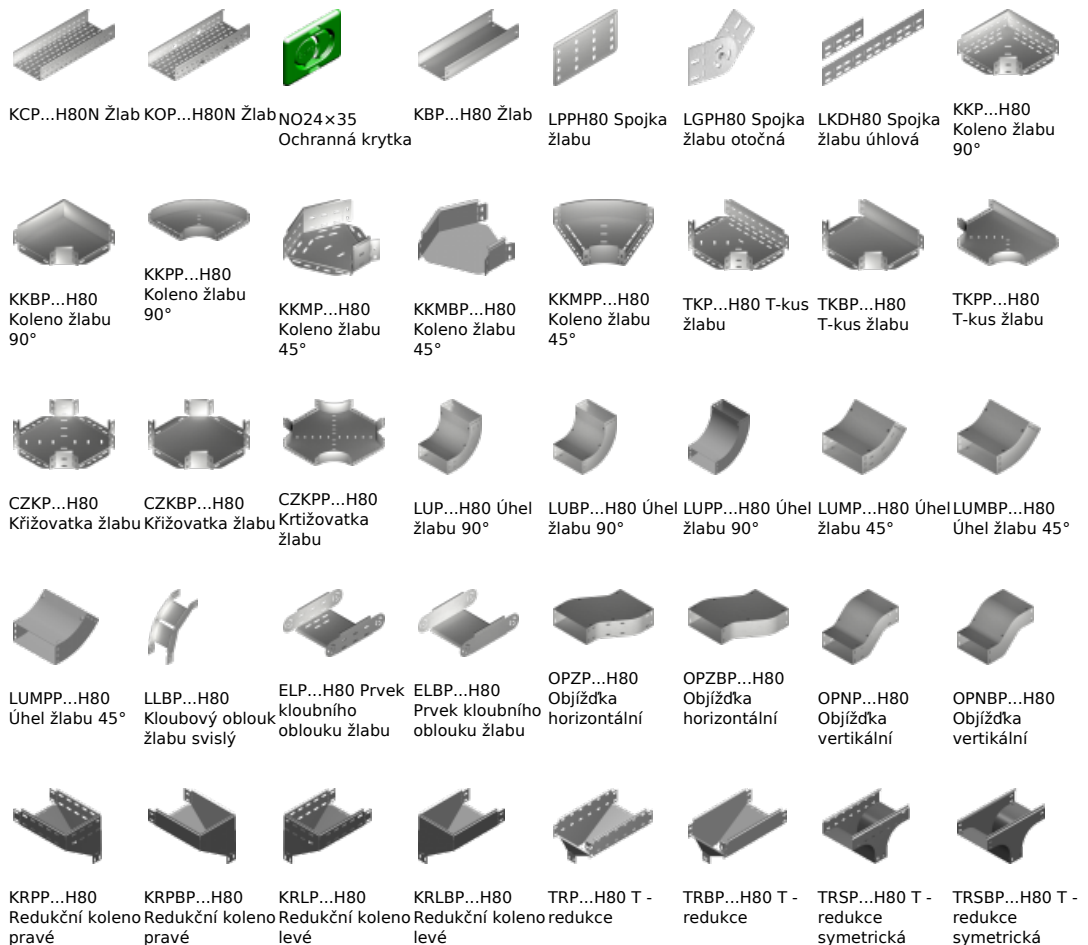 KCP...H80N Žlab
KOP...H80N Žlab
NO24×35
Ochranná krytka
KBP...H80 Žlab
LPPH80 Spojka
žlabu
LGPH80 Spojka
žlabu otočná
LKDH80 Spojka
žlabu úhlová
KKP...H80
Koleno žlabu
90°
KKBP...H80
Koleno žlabu
90°
KKPP...H80
Koleno žlabu
90°
KKMP...H80
Koleno žlabu
45°
KKMBP...H80
Koleno žlabu
45°
KKMPP...H80
Koleno žlabu
45°
TKP...H80 T-kus
žlabu
TKBP...H80
T-kus žlabu
TKPP...H80
T-kus žlabu
CZKP...H80
Křižovatka žlabu
CZKBP...H80
Křižovatka žlabu
CZKPP...H80
Krtižovatka
žlabu
LUP...H80 Úhel
žlabu 90°
LUBP...H80 Úhel
žlabu 90°
LUPP...H80 Úhel
žlabu 90°
LUMP...H80 Úhel
žlabu 45°
LUMBP...H80
Úhel žlabu 45°
LUMPP...H80
Úhel žlabu 45°
LLBP...H80
Kloubový oblouk
žlabu svislý
ELP...H80 Prvek
kloubního
oblouku žlabu
ELBP...H80
Prvek kloubního
oblouku žlabu
OPZP...H80
Objížďka
horizontální
OPZBP...H80
Objížďka
horizontální
OPNP...H80
Objížďka
vertikální
OPNBP...H80
Objížďka
vertikální
KRPP...H80
Redukční koleno
pravé
KRPBP...H80
Redukční koleno
pravé
KRLP...H80
Redukční koleno
levé
KRLBP...H80
Redukční koleno
levé
TRP...H80 T -
redukce
TRBP...H80 T -
redukce
TRSP...H80 T -
redukce
symetrická
TRSBP...H80 T -
redukce
symetrická